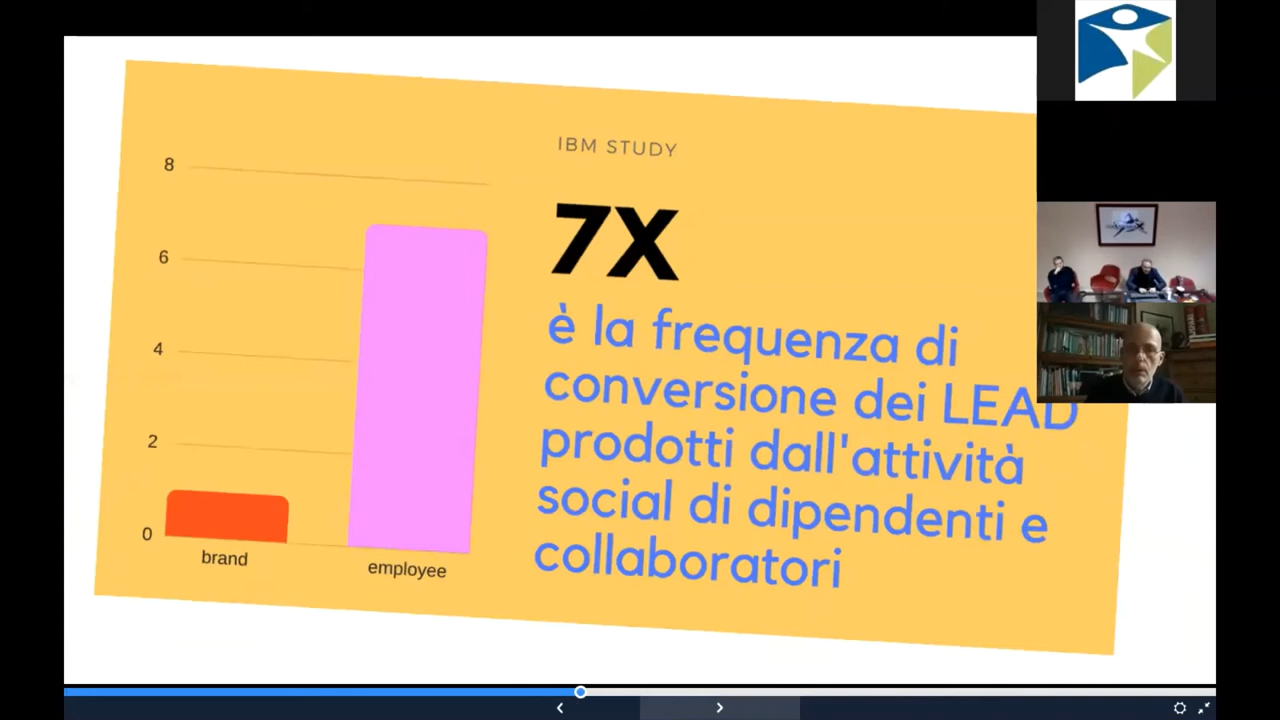 IBM STUDY
7X
è la frequenza di
conversione dei LEAD
prodotti dall'attività
social di dipendenti e
collaboratori
8
6
4
2
0
brand
employee